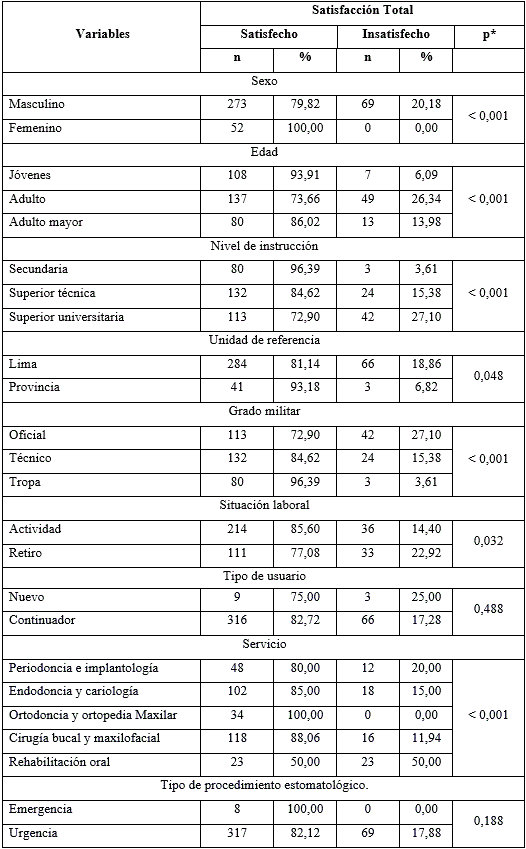 Variables Satisfacción Total
Satisfecho Insatisfecho p*
n % n %
Sexo
Masculino 273 79,82 69 20,18 < 0,001
Femenino 52 100,00 0 0,00
Edad
Jóvenes 108 93,91 7 6,09
Adulto 137 73,66 49 26,34 < 0,001
Adulto mayor 80 86,02 13 13,98
Nivel de instrucción
Secundaria 80 96,39 3 3,61
Superior técnica 132 84,62 24 15,38 < 0,001
Superior universitaria 113 72,90 42 27,10
Unidad de referencia
Lima 284 81,14 66 18,86 0,048
Provincia 41 93,18 3 6,82
Grado militar
Oficial 113 72,90 42 27,10
Técnico 132 84,62 24 15,38 < 0,001
Tropa 80 96,39 3 3,61
Situación laboral
Actividad 214 85,60 36 14,40 0,032
Retiro 111 77,08 33 22,92
Tipo de usuario
Nuevo 9 75,00 3 25,00 0,488
Continuador 316 82,72 66 17,28
Servicio
Periodoncia e implantología 48 80,00 12 20,00
Endodoncia y cariología 102 85,00 18 15,00
Ortodoncia y ortopedia Maxilar 34 100,00 0 0,00 < 0,001
Cirugía bucal y maxilofacial 118 88,06 16 11,94
Rehabilitación oral 23 50,00 23 50,00
Tipo de procedimiento estomatológico.
Emergencia 8 100,00 0 0,00 0,188
Urgencia 317 82,12 69 17,88